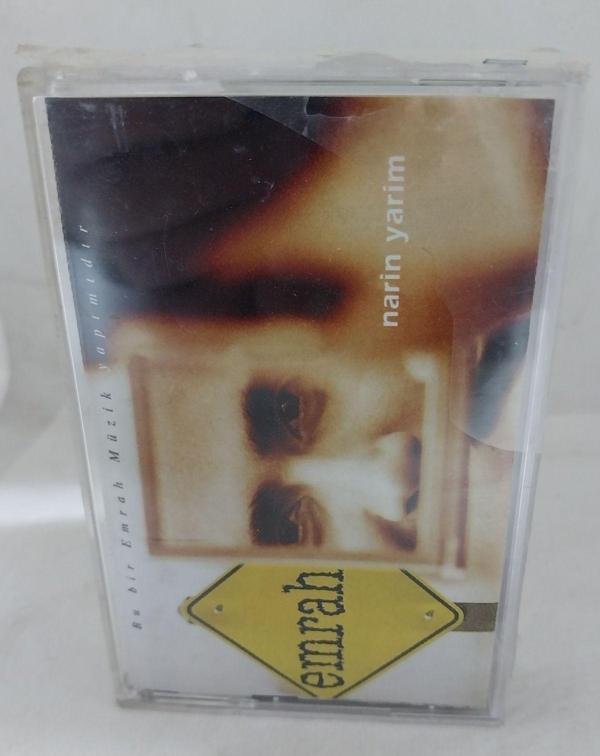 Bu bir Emrah Müzik yapımıdır
narin yarim
emrah